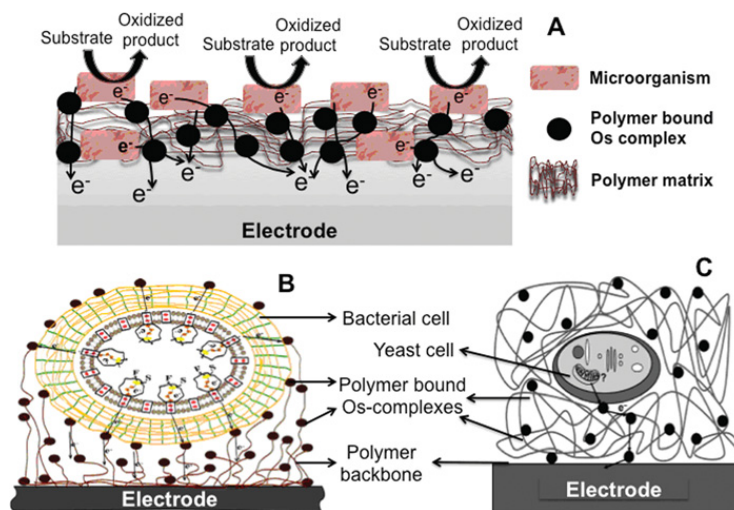 Substrate
Oxidized
product
Substrate
Oxidized
product
Substrate
Oxidized
product
A
e-
e-
e-
e-
e-
e-
e-
e-
e-
e-
e-
Electrode
Microorganism
Polymer bound
Os complex
Polymer matrix
B
C
Bacterial cell
Yeast cell
Polymer bound
Os-complexes
Polymer
backbone
?
e-
Electrode
Electrode